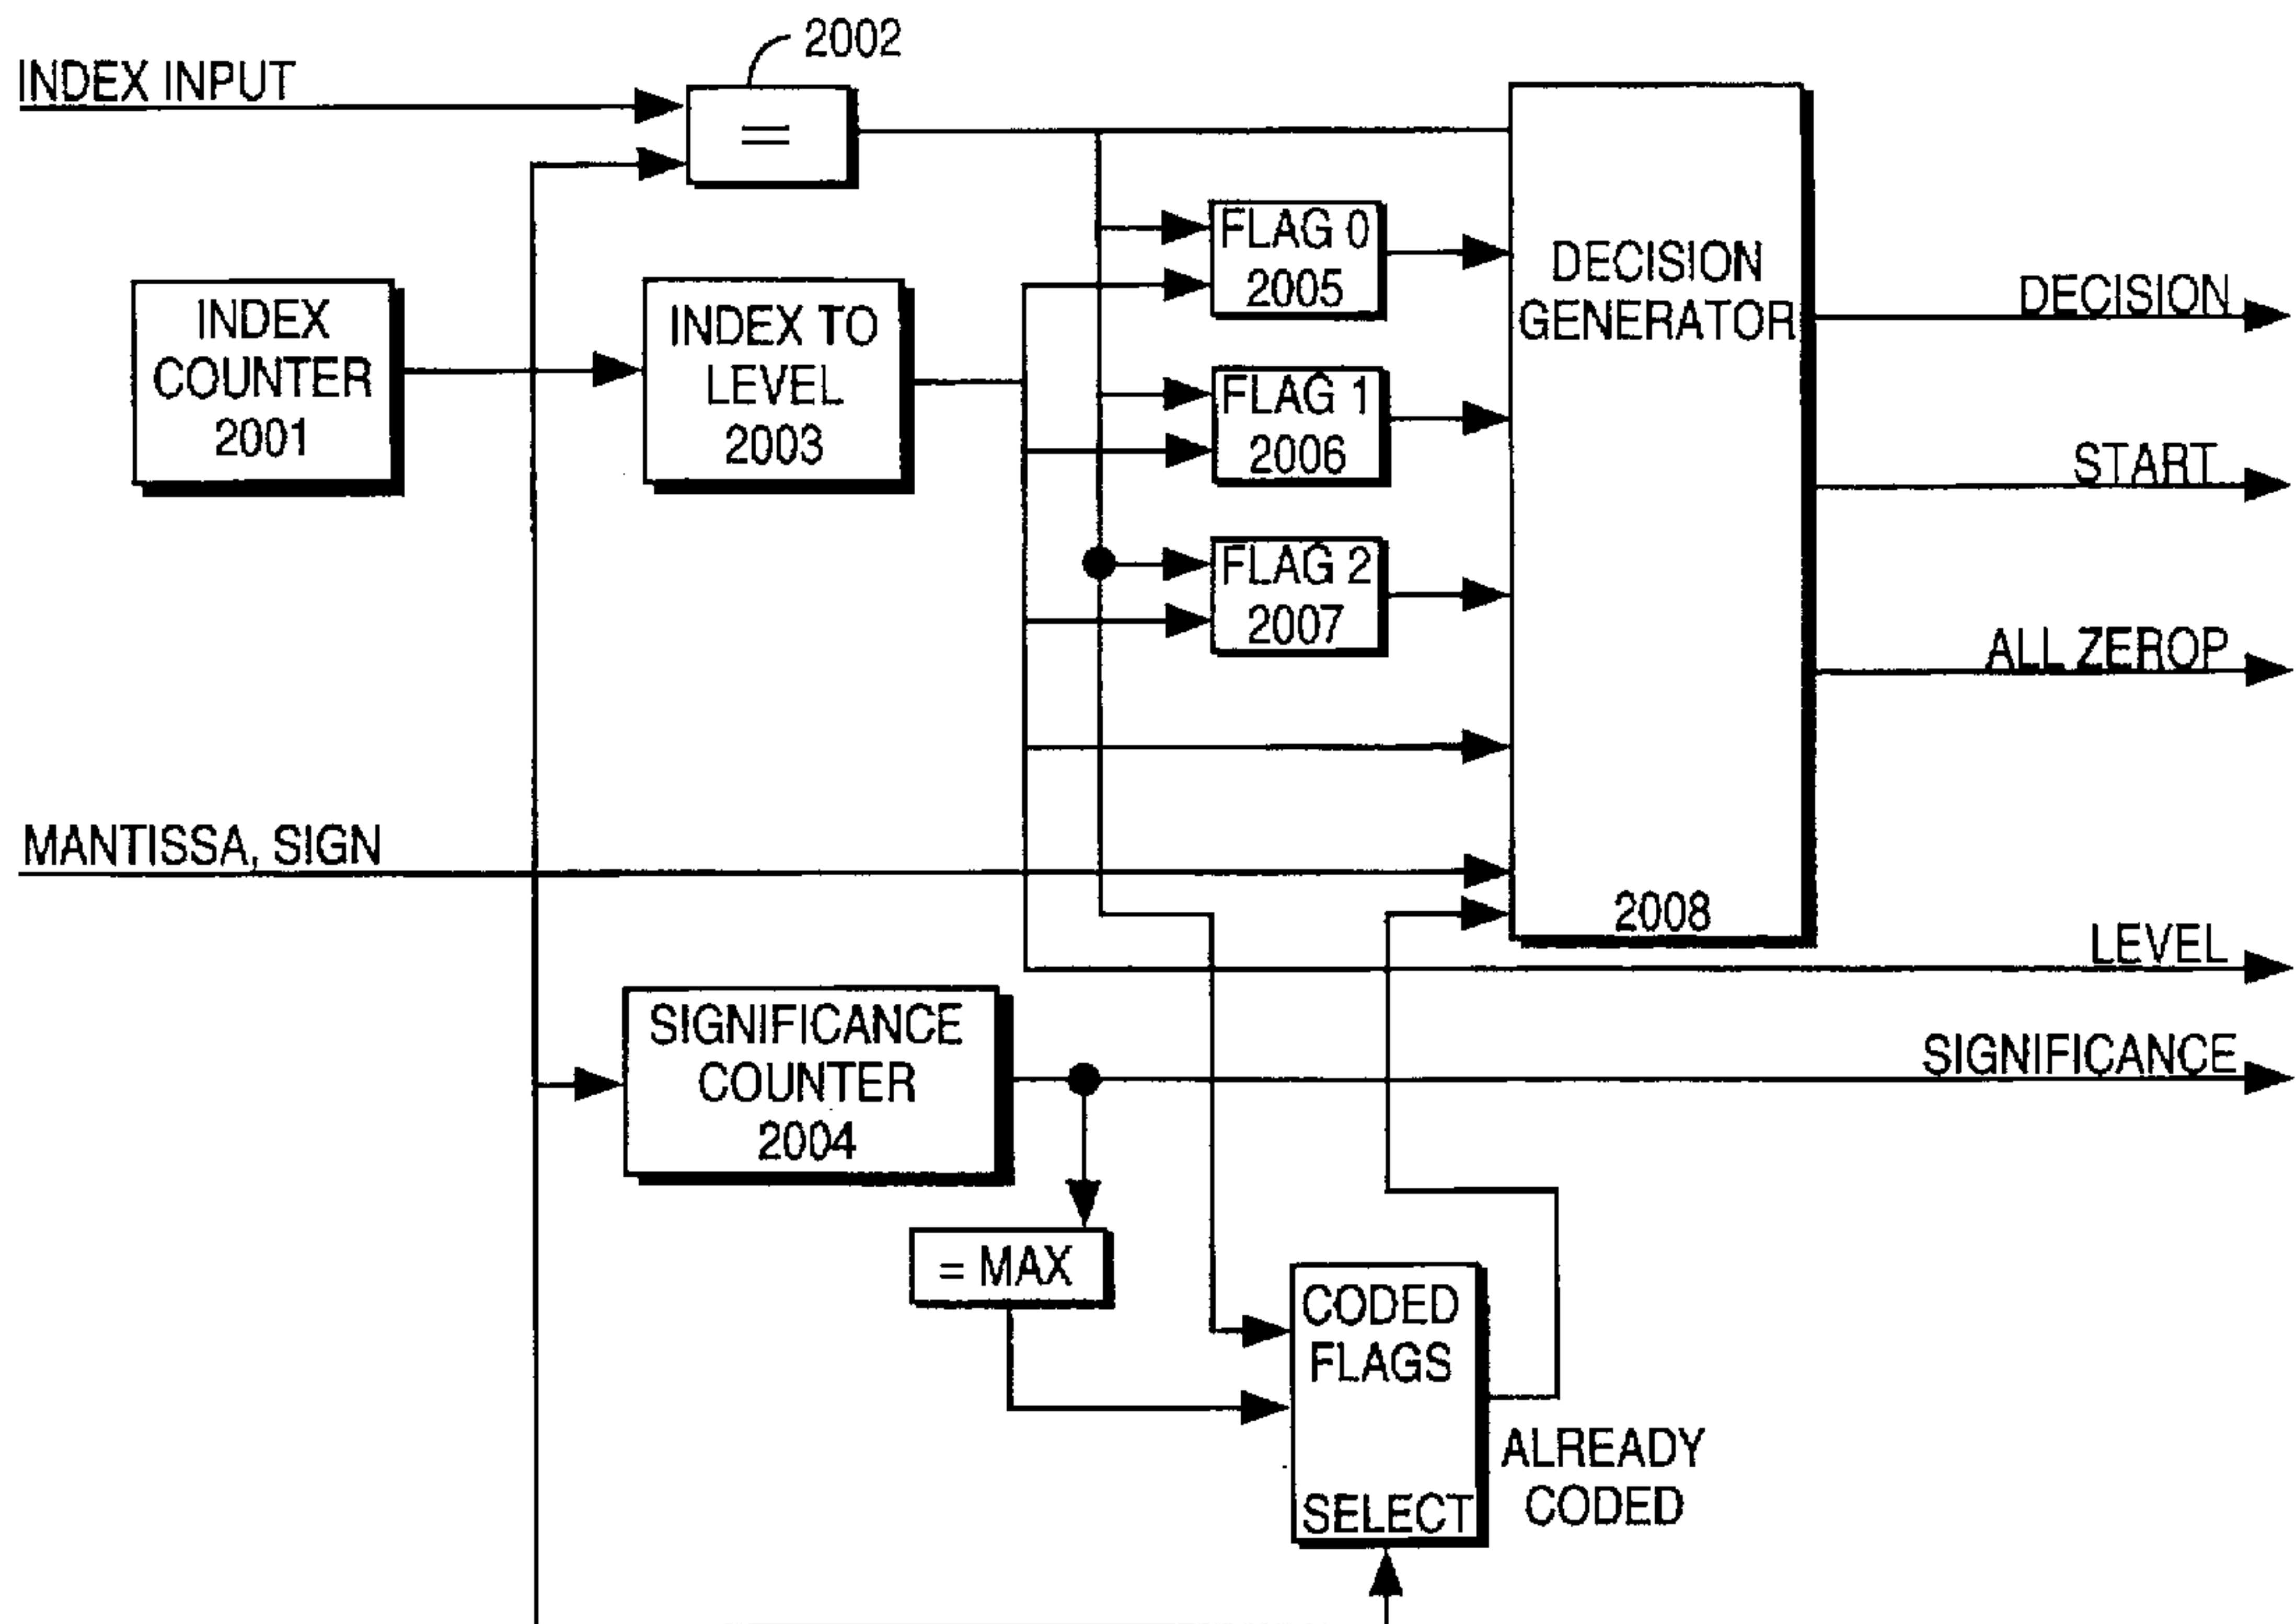 2002
INDEX INPUT
=
INDEX
COUNTER
2001
INDEX TO
LEVEL
2003
FLAG 0
2005
FLAG 1
2006
FLAG 2
2007
DECISION
GENERATOR
2008
DECISION
START
ALL ZEROP
MANTISSA, SIGN
LEVEL
SIGNIFICANCE
COUNTER
2004
SIGNIFICANCE
= MAX
CODED
FLAGS
SELECT
ALREADY
CODED